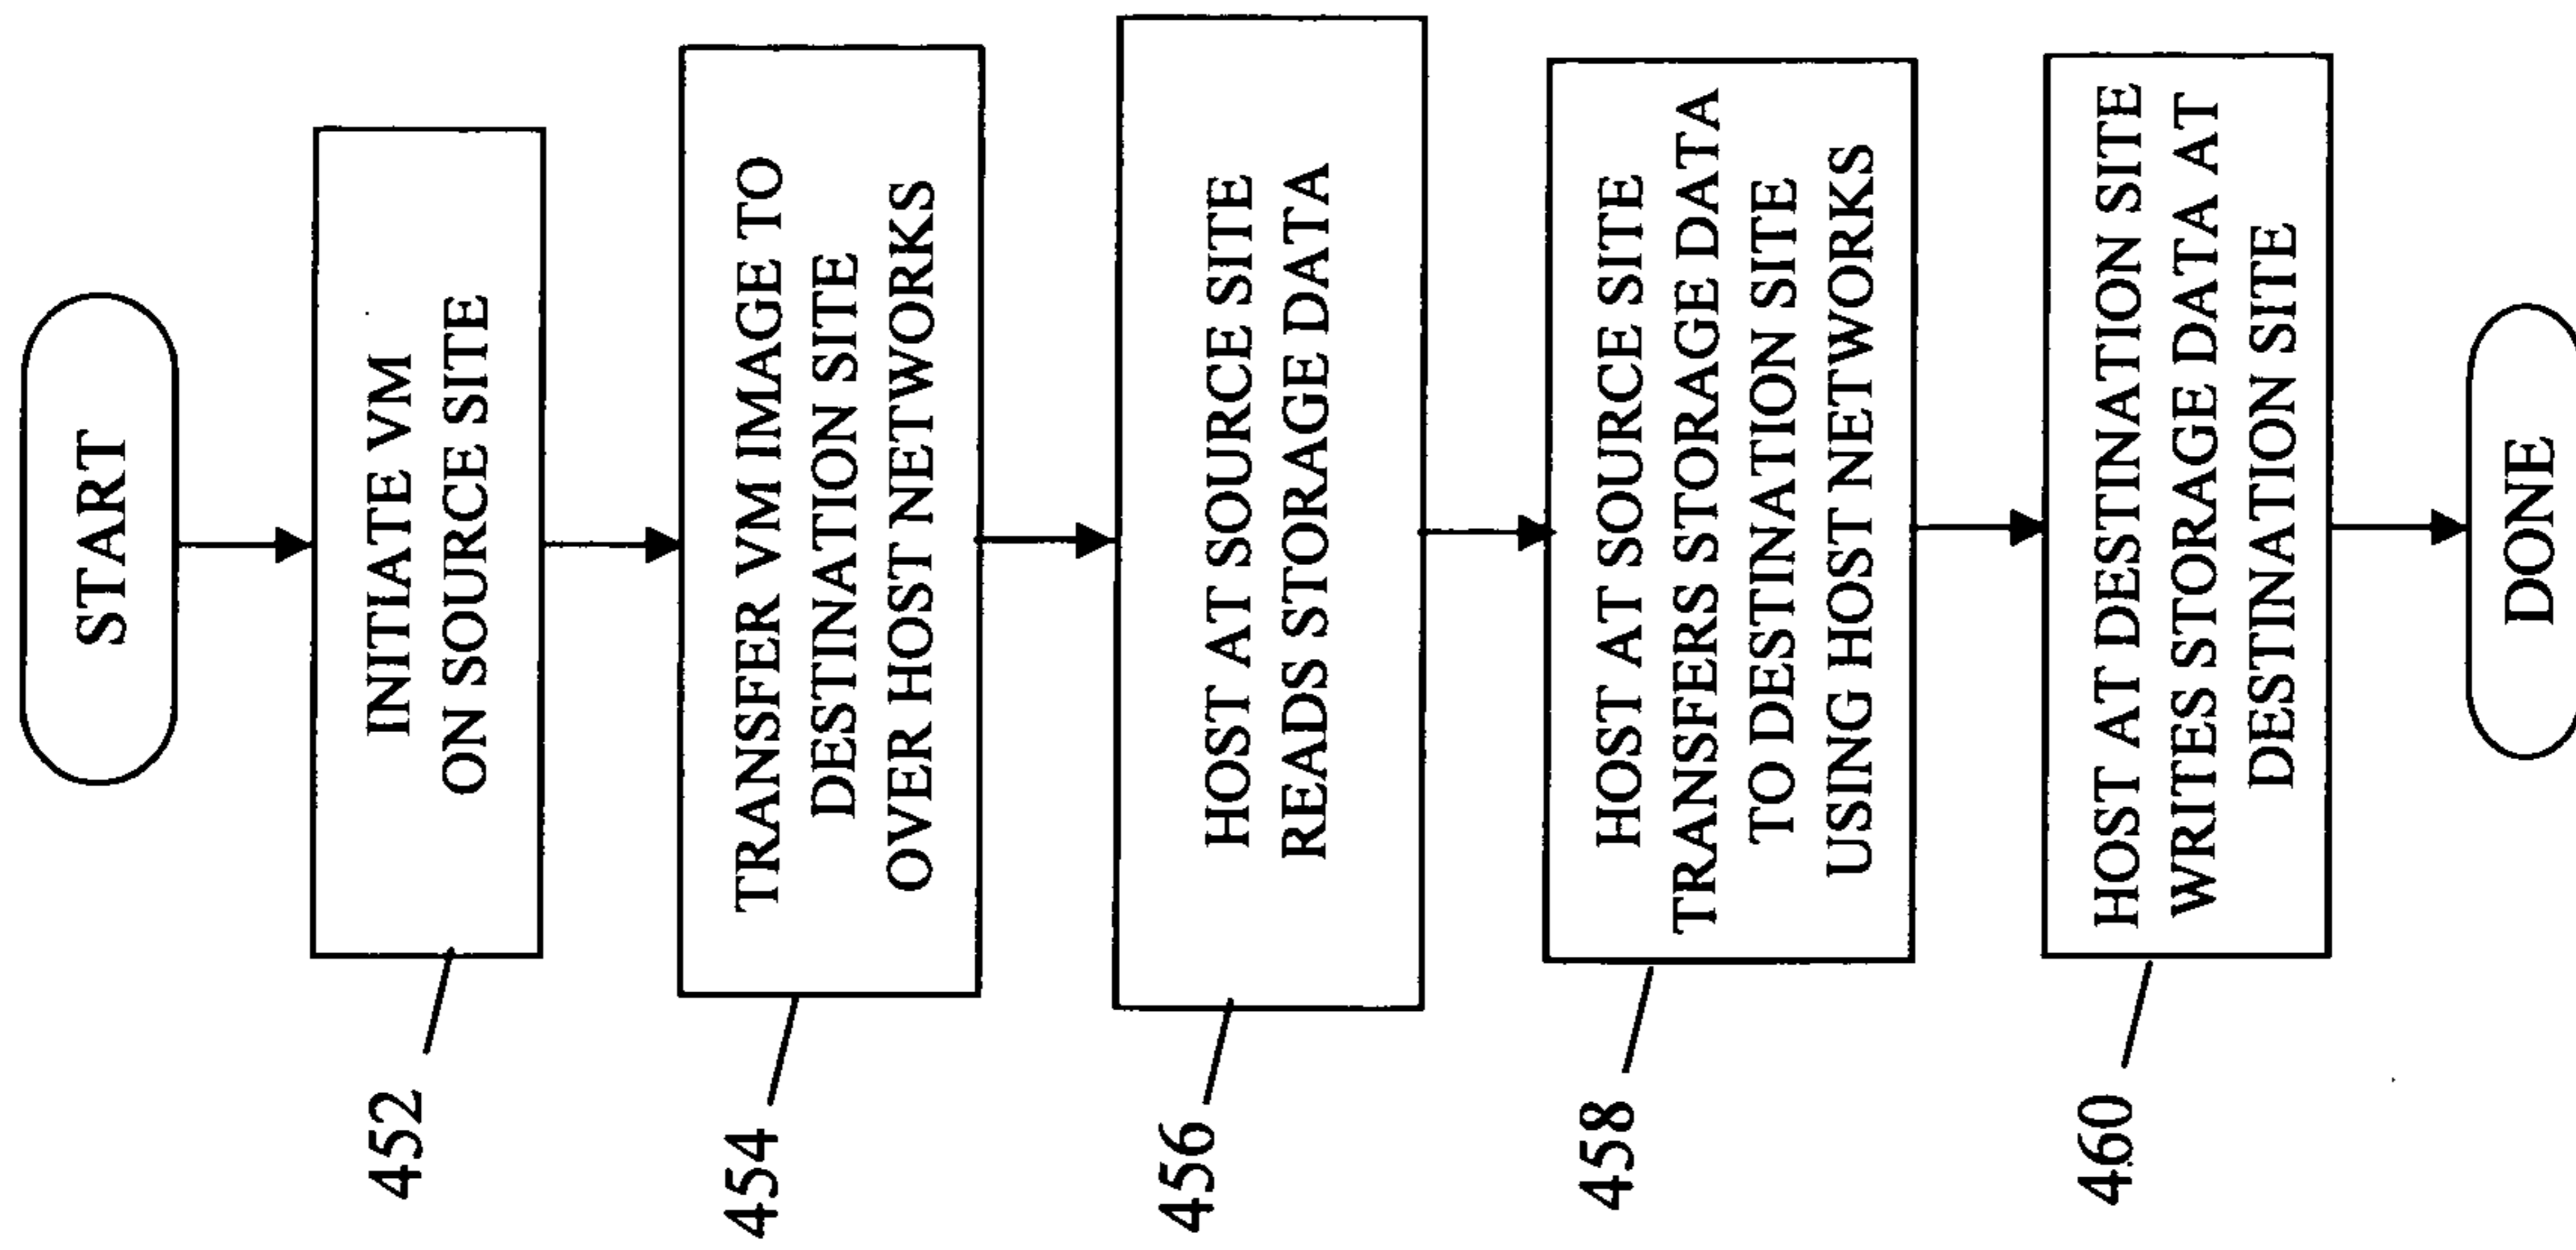 START
452
INITIATE VM
ON SOURCE SITE
454
TRANSFER VM IMAGE TO
DESTINATION SITE
OVER HOST NETWORKS
456
HOST AT SOURCE SITE
READS STORAGE DATA
458
HOST AT SOURCE SITE
TRANSFERS STORAGE DATA
TO DESTINATION SITE
USING HOST NETWORKS
460
HOST AT DESTINATION SITE
WRITES STORAGE DATA AT
DESTINATION SITE
DONE